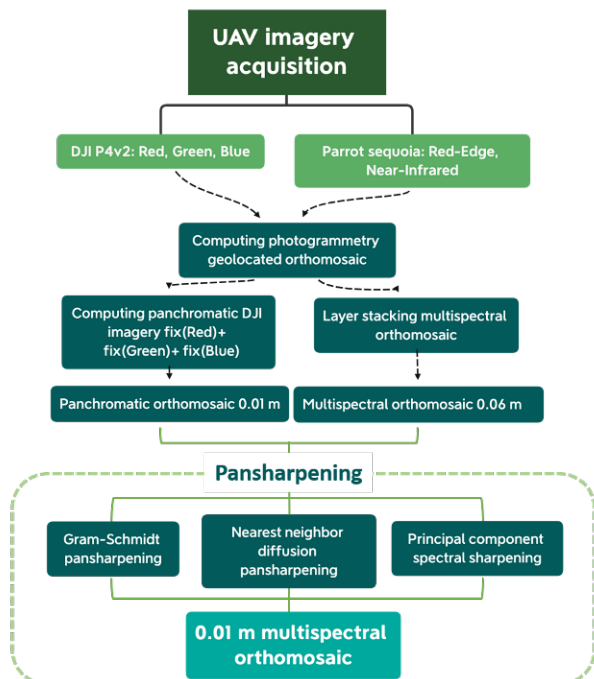 UAV imagery
acquisition
DJI P4v2: Red, Green, Blue
Parrot sequoia: Red-Edge,
Near-Infrared
Computing photogrammetry
geolocated orthomosaic
Computing panchromatic DJI
imagery fix(Red)+
fix(Green)+ fix(Blue)
Layer stacking multispectral
orthomosaic
Panchromatic orthomosaic 0.01 m
Multispectral orthomosaic 0.06 m
Pansharpening
Gram-Schmidt
pansharpening
Nearest neighbor
diffusion
pansharpening
Principal component
spectral sharpening
0.01 m multispectral
orthomosaic